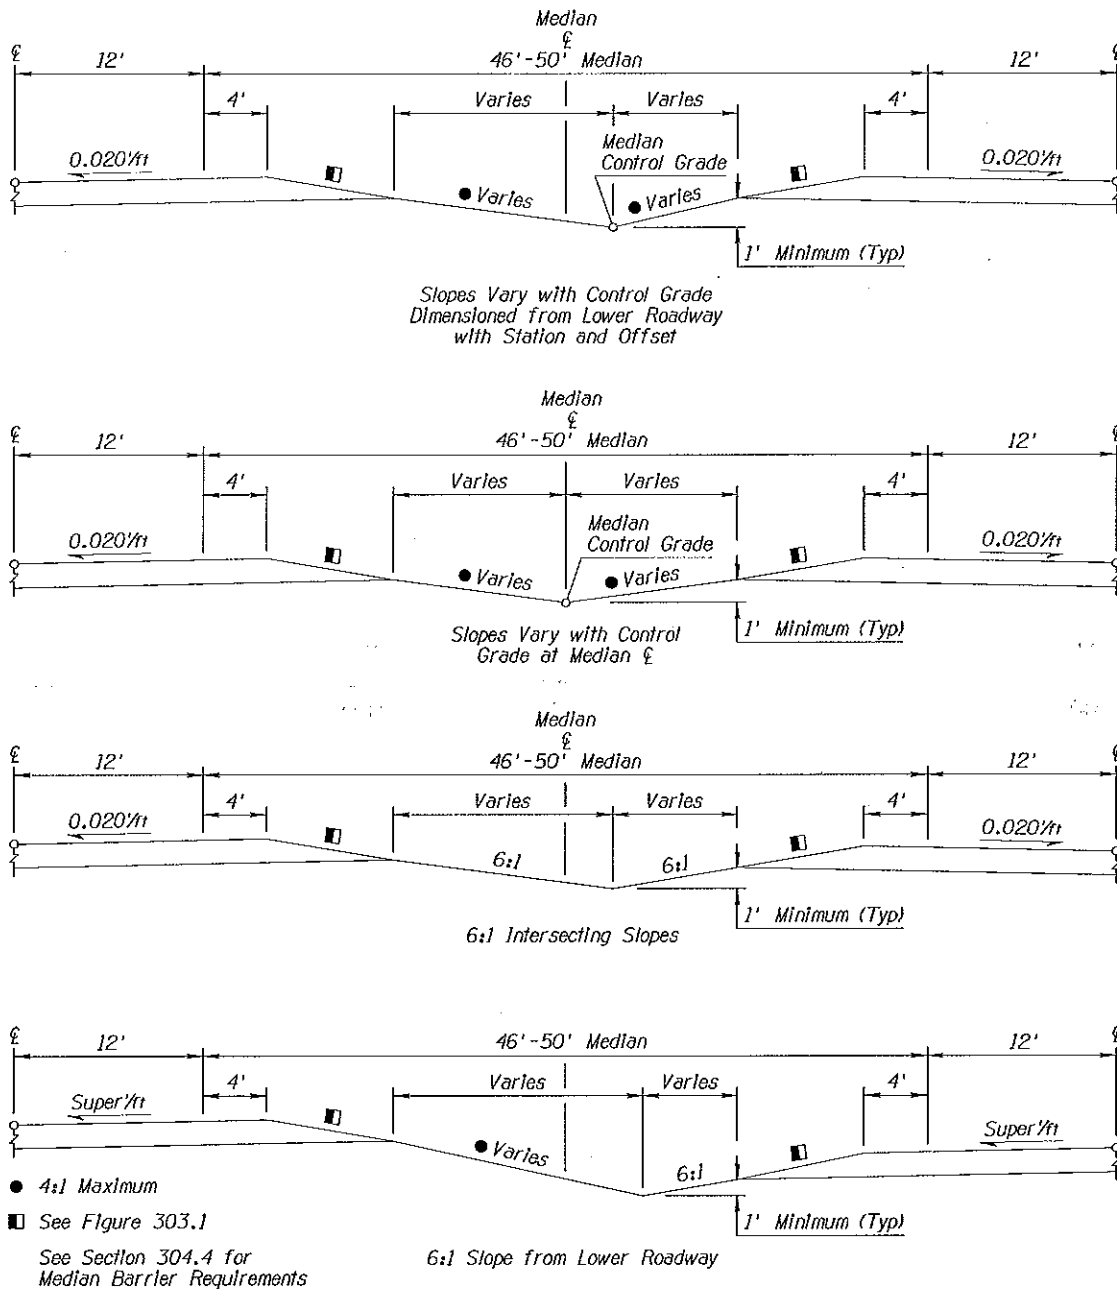 Median
℄
℄ ℄
12' 46'-50' Median 12'
4' Varies Varies 4'
Median
Control Grade
0.020'/ft 0.020'/ft
● Varies ● Varies
1' Minimum (Typ)
Slopes Vary with Control Grade
Dimensioned from Lower Roadway
with Station and Offset
Median
℄
℄ ℄
12' 46'-50' Median 12'
4' Varies Varies 4'
Median
Control Grade
0.020'/ft 0.020'/ft
● Varies ● Varies
1' Minimum (Typ)
Slopes Vary with Control
Grade at Median ℄
Median
℄
℄ ℄
12' 46'-50' Median 12'
4' Varies Varies 4'
0.020'/ft 0.020'/ft
6:1 6:1
1' Minimum (Typ)
6:1 Intersecting Slopes
℄ ℄
12' 46'-50' Median 12'
4' Varies Varies 4'
Super'/ft Super'/ft
● Varies 6:1
1' Minimum (Typ)
● 4:1 Maximum
See Figure 303.1
See Section 304.4 for
Median Barrier Requirements
6:1 Slope from Lower Roadway